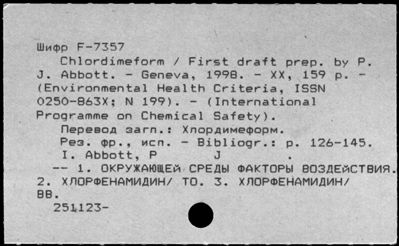 Шифр F-7357
Chlordimeform / First draft prep. by P.
J. Abbott. - Geneva, 1998. - XX, 159 p. -
(Environmental Health Criteria, ISSN
0250-863X; N 199). - (International
Programme on Chemical Safety).
Перевод загл.: Хлордимеформ.
Рез. фр., исп. - Bibliogr.: p. 126-145.
I. Abbott, P J .
-- 1. ОКРУЖАЮЩЕЙ СРЕДЫ ФАКТОРЫ ВОЗДЕЙСТВИЯ.
2. ХЛОРФЕНАМИДИН/ ТО. 3. ХЛОРФЕНАМИДИН/
ВВ.
251123-